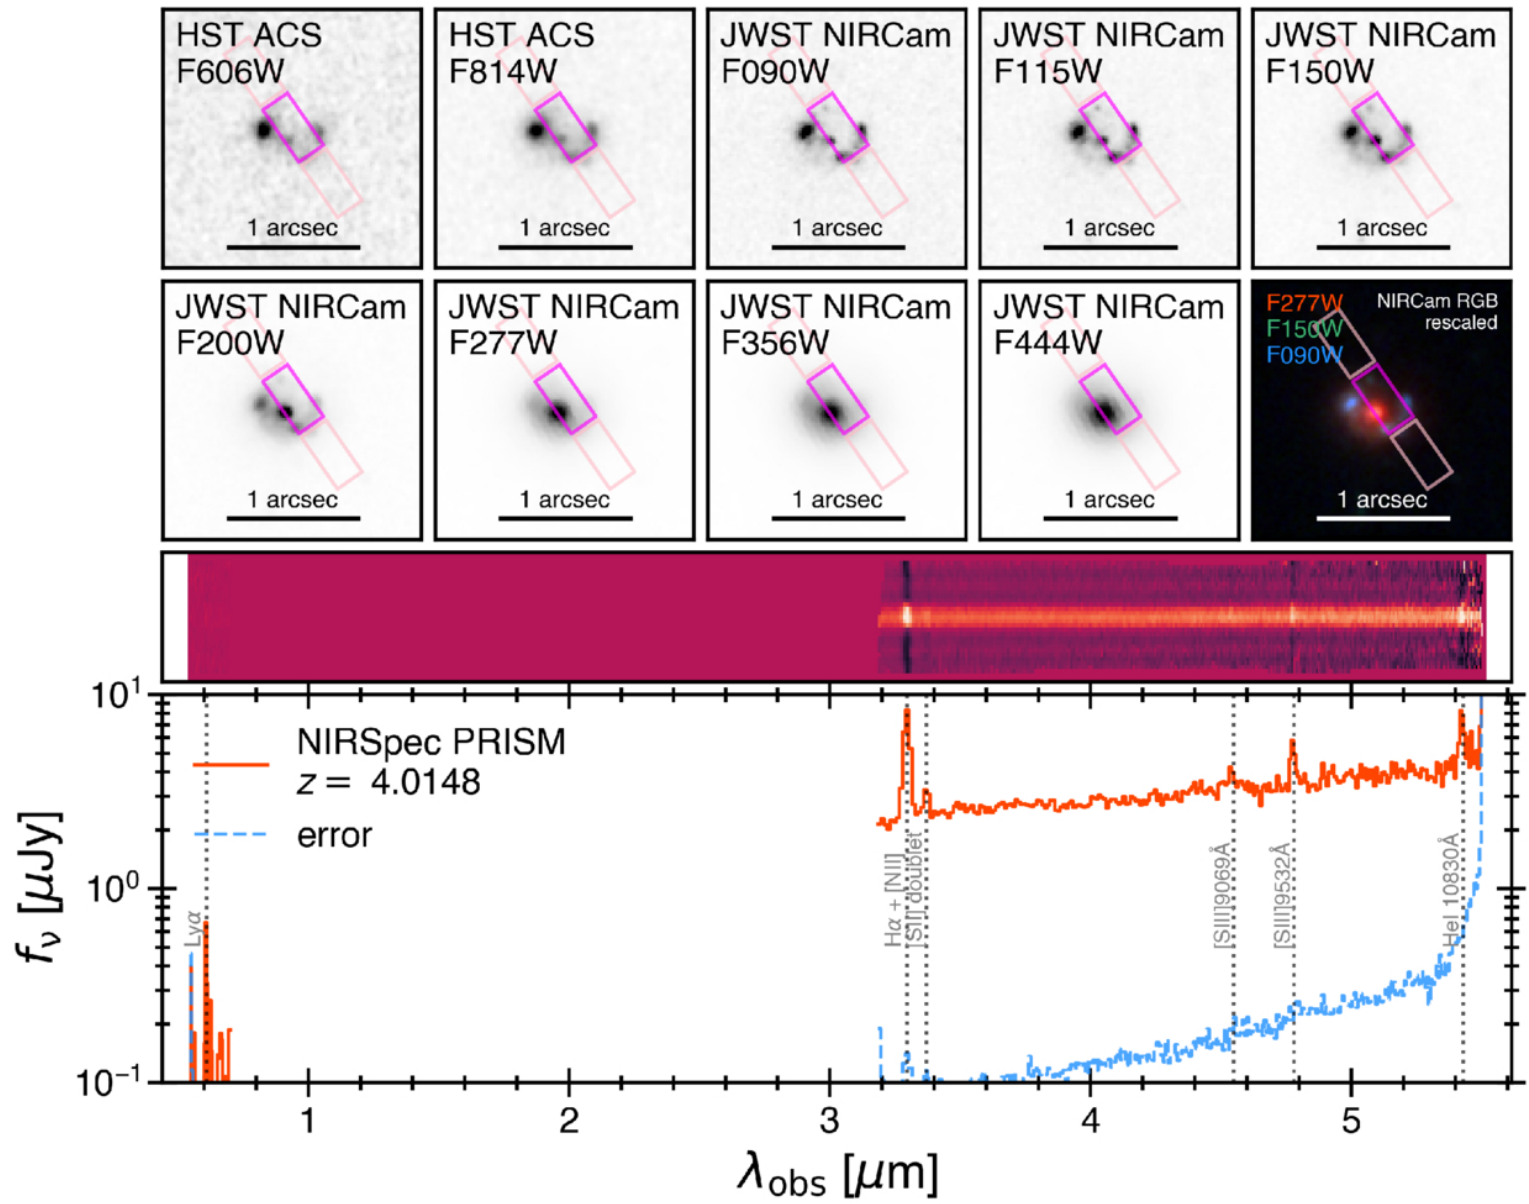 HST ACS
F606W
1 arcsec
HST ACS
F814W
1 arcsec
JWST NIRCam
F090W
1 arcsec
JWST NIRCam
F115W
1 arcsec
JWST NIRCam
F150W
1 arcsec
JWST NIRCam
F200W
1 arcsec
JWST NIRCam
F277W
1 arcsec
JWST NIRCam
F356W
1 arcsec
JWST NIRCam
F444W
1 arcsec
F277W
F150W
F090W
NIRCam RGB
rescaled
1 arcsec
10¹
10⁰
10⁻¹
f_ν [μJy]
NIRSpec PRISM
z = 4.0148
error
Lyα
Hα + [NII]
[SII] doublet
[SIII]9069Å
[SIII]9532Å
HeI 10830Å
1
2
3
4
5
λ_obs [μm]